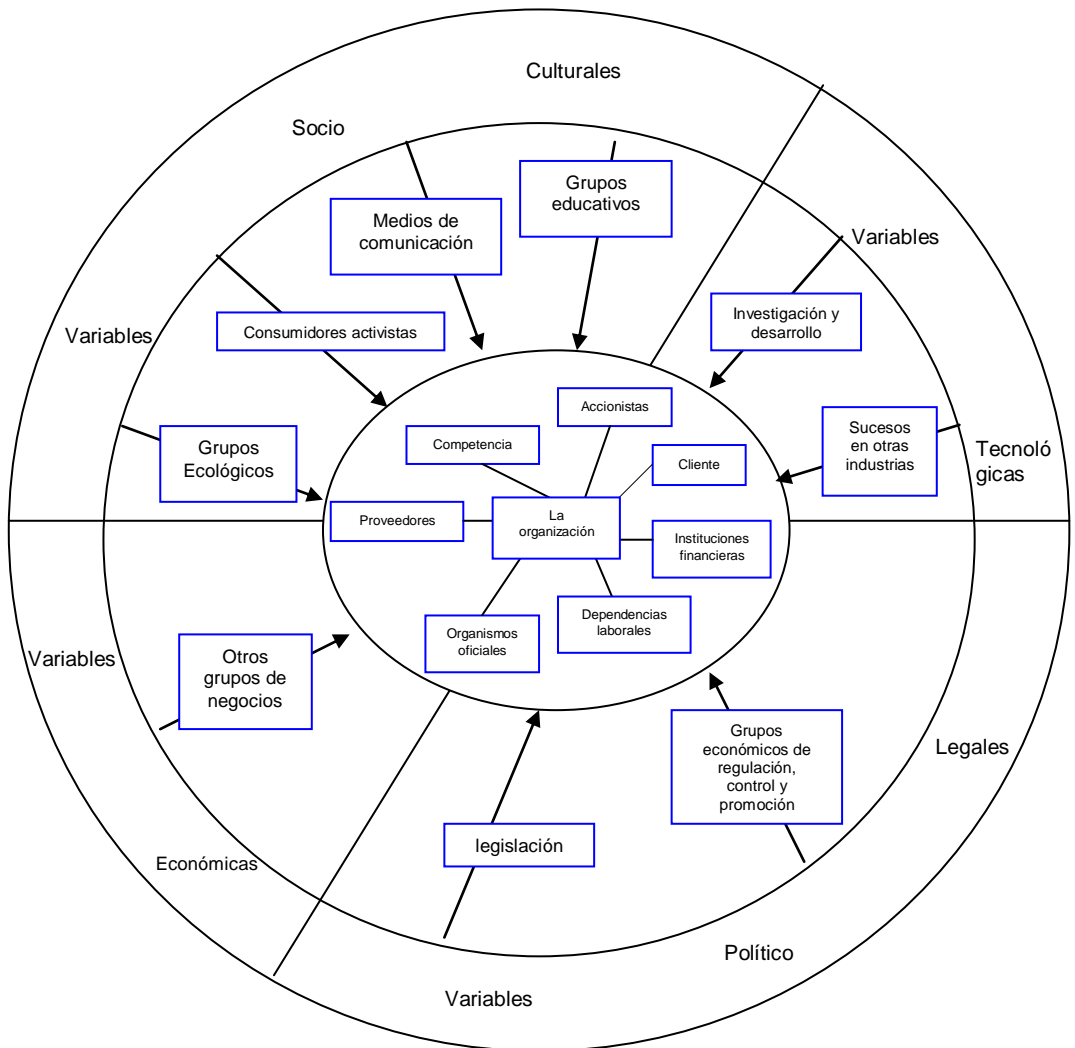 Culturales
Socio
Grupos
educativos
Medios de
comunicación
Variables
Variables
Consumidores activistas
Investigación y
desarrollo
Accionistas
Grupos
Ecológicos
Competencia
Cliente
Sucesos
en otras
industrias
Tecnoló
gicas
Proveedores
La
organización
Instituciones
financieras
Organismos
oficiales
Dependencias
laborales
Variables
Otros
grupos de
negocios
Grupos
económicos de
regulación,
control y
promoción
Legales
legislación
Económicas
Político
Variables